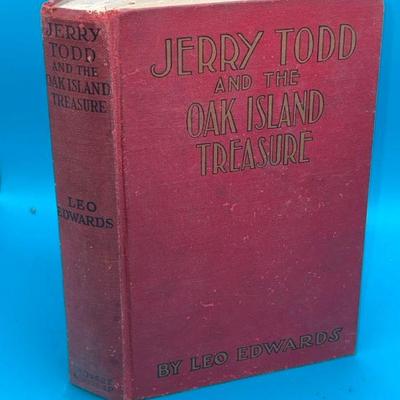 JERRY
TODD
AND THE
OAK ISLAND
TREASURE
LEO
EDWARDS
JERRY TODD
AND THE
OAK ISLAND
TREASURE
BY LEO EDWARDS